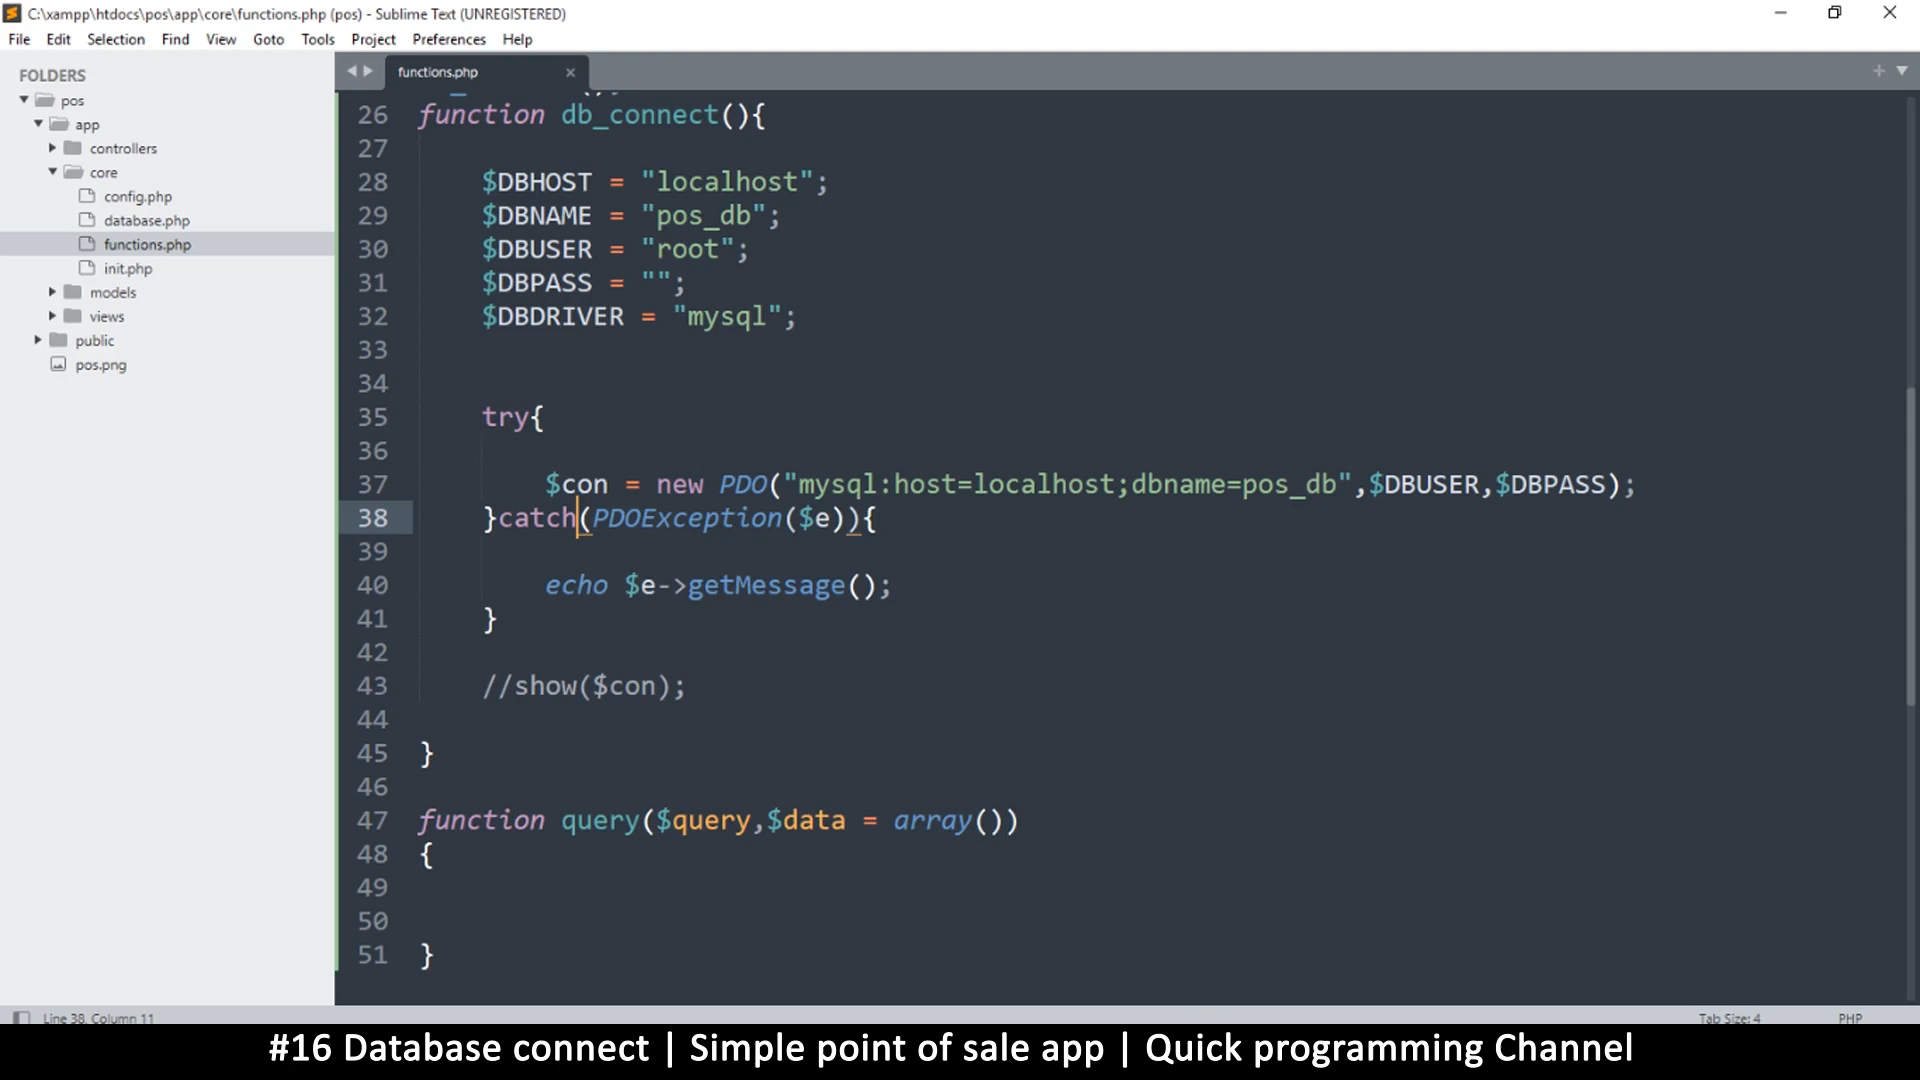 C:\xampp\htdocs\pos\app\core\functions.php (pos) - Sublime Text (UNREGISTERED)
File Edit Selection Find View Goto Tools Project Preferences Help
FOLDERS
pos
app
controllers
core
config.php
database.php
functions.php
init.php
models
views
public
pos.png
functions.php
26 function db_connect(){
27
28 $DBHOST = "localhost";
29 $DBNAME = "pos_db";
30 $DBUSER = "root";
31 $DBPASS = "";
32 $DBDRIVER = "mysql";
33
34
35 try{
36
37 $con = new PDO("mysql:host=localhost;dbname=pos_db",$DBUSER,$DBPASS);
38 }catch(PDOException($e)){
39
40 echo $e->getMessage();
41 }
42
43 //show($con);
44
45 }
46
47 function query($query,$data = array())
48 {
49
50
51 }
Line 38, Column 11
Tab Size: 4
PHP
#16 Database connect | Simple point of sale app | Quick programming Channel